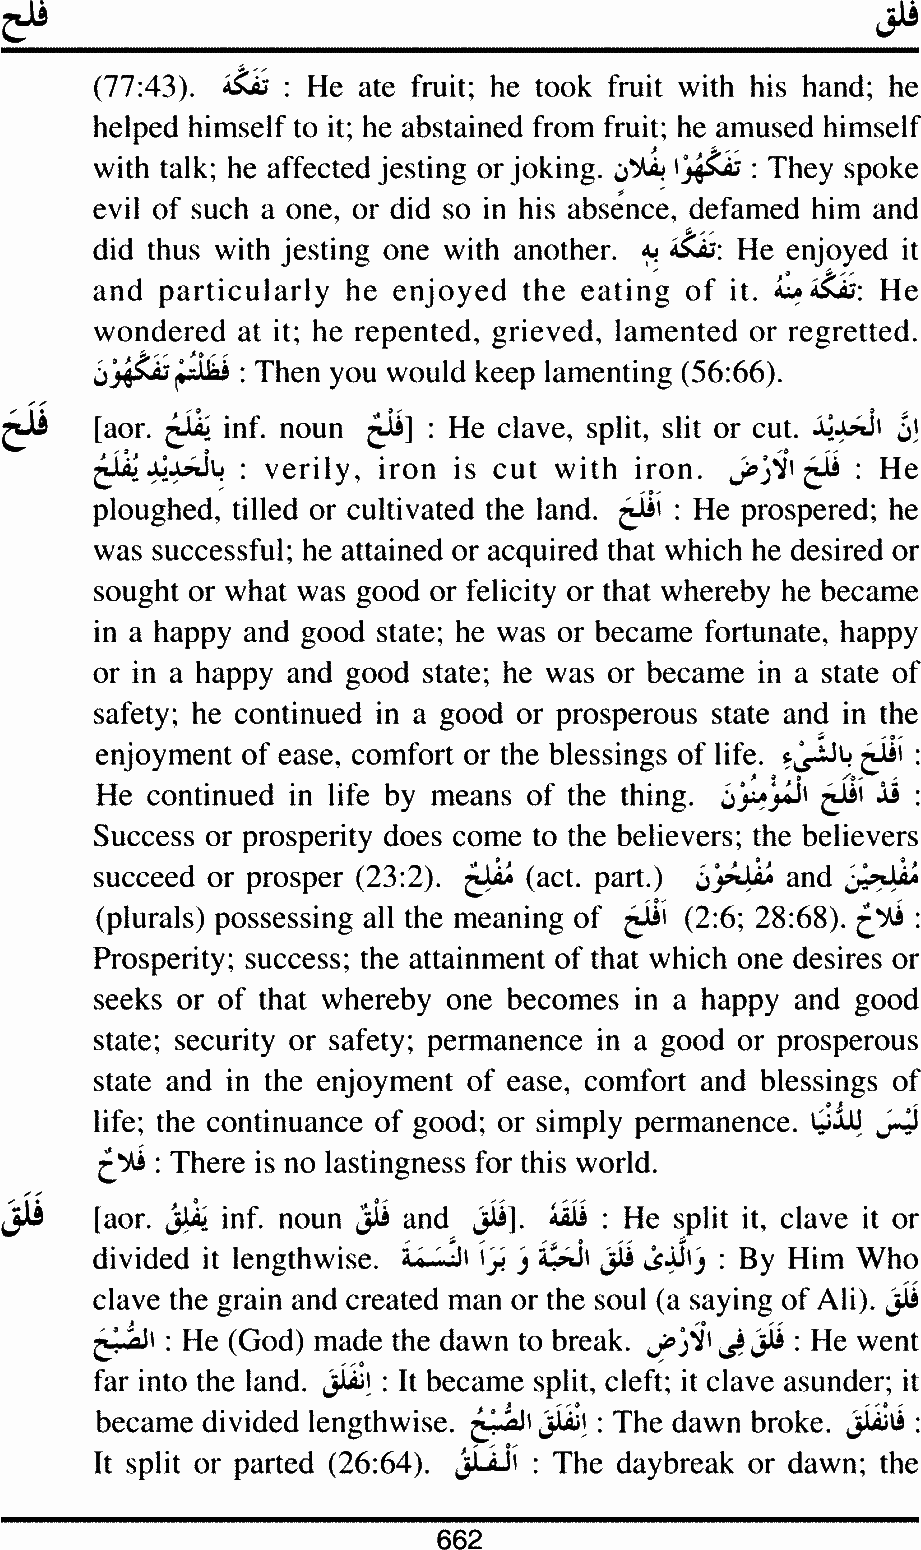 فلح فلق
(77:43). تَفَكَّهَ : He ate fruit; he took fruit with his hand; he
helped himself to it; he abstained from fruit; he amused himself
with talk; he affected jesting or joking. تَفَكَّهُوْا بِفُلَانٍ : They spoke
evil of such a one, or did so in his absence, defamed him and
did thus with jesting one with another. تَفَكَّهَ بِهٖ: He enjoyed it
and particularly he enjoyed the eating of it. تَفَكَّهَ مِنْهُ: He
wondered at it; he repented, grieved, lamented or regretted.
فَظَلْتُمْ تَفَكَّهُوْنَ : Then you would keep lamenting (56:66).
فَلَحَ [aor. يَفْلَحُ inf. noun فَلْحٌ] : He clave, split, slit or cut. اِنَّ الْحَدِيْدَ
بِالْحَدِيْدِ يُفْلَحُ : verily, iron is cut with iron. فَلَحَ الْاَرْضَ : He
ploughed, tilled or cultivated the land. اَفْلَحَ : He prospered; he
was successful; he attained or acquired that which he desired or
sought or what was good or felicity or that whereby he became
in a happy and good state; he was or became fortunate, happy
or in a happy and good state; he was or became in a state of
safety; he continued in a good or prosperous state and in the
enjoyment of ease, comfort or the blessings of life. اَفْلَحَ بِالشَّيْءِ :
He continued in life by means of the thing. قَدْ اَفْلَحَ الْمُؤْمِنُوْنَ :
Success or prosperity does come to the believers; the believers
succeed or prosper (23:2). مُفْلِحٌ (act. part.) مُفْلِحُوْنَ and مُفْلِحِيْنَ
(plurals) possessing all the meaning of اَفْلَحَ (2:6; 28:68). فَلَاحٌ :
Prosperity; success; the attainment of that which one desires or
seeks or of that whereby one becomes in a happy and good
state; security or safety; permanence in a good or prosperous
state and in the enjoyment of ease, comfort and blessings of
life; the continuance of good; or simply permanence. لَيْسَ لِلدُّنْيَا
فَلَاحٌ : There is no lastingness for this world.
فَلَقَ [aor. يَفْلِقُ inf. noun فَلْقٌ and فَلَقَ]. فَلَقَهٗ : He split it, clave it or
divided it lengthwise. وَالَّذِىْ فَلَقَ الْحَبَّةَ وَ بَرَاَ النَّسَمَةَ : By Him Who
clave the grain and created man or the soul (a saying of Ali). فَلَقَ
الصُّبْحَ : He (God) made the dawn to break. فَلَقَ فِى الْاَرْضِ : He went
far into the land. اِنْفَلَقَ : It became split, cleft; it clave asunder; it
became divided lengthwise. اِنْفَلَقَ الصُّبْحُ : The dawn broke. فَانْفَلَقَ :
It split or parted (26:64). اَلْفَلَقُ : The daybreak or dawn; the
662